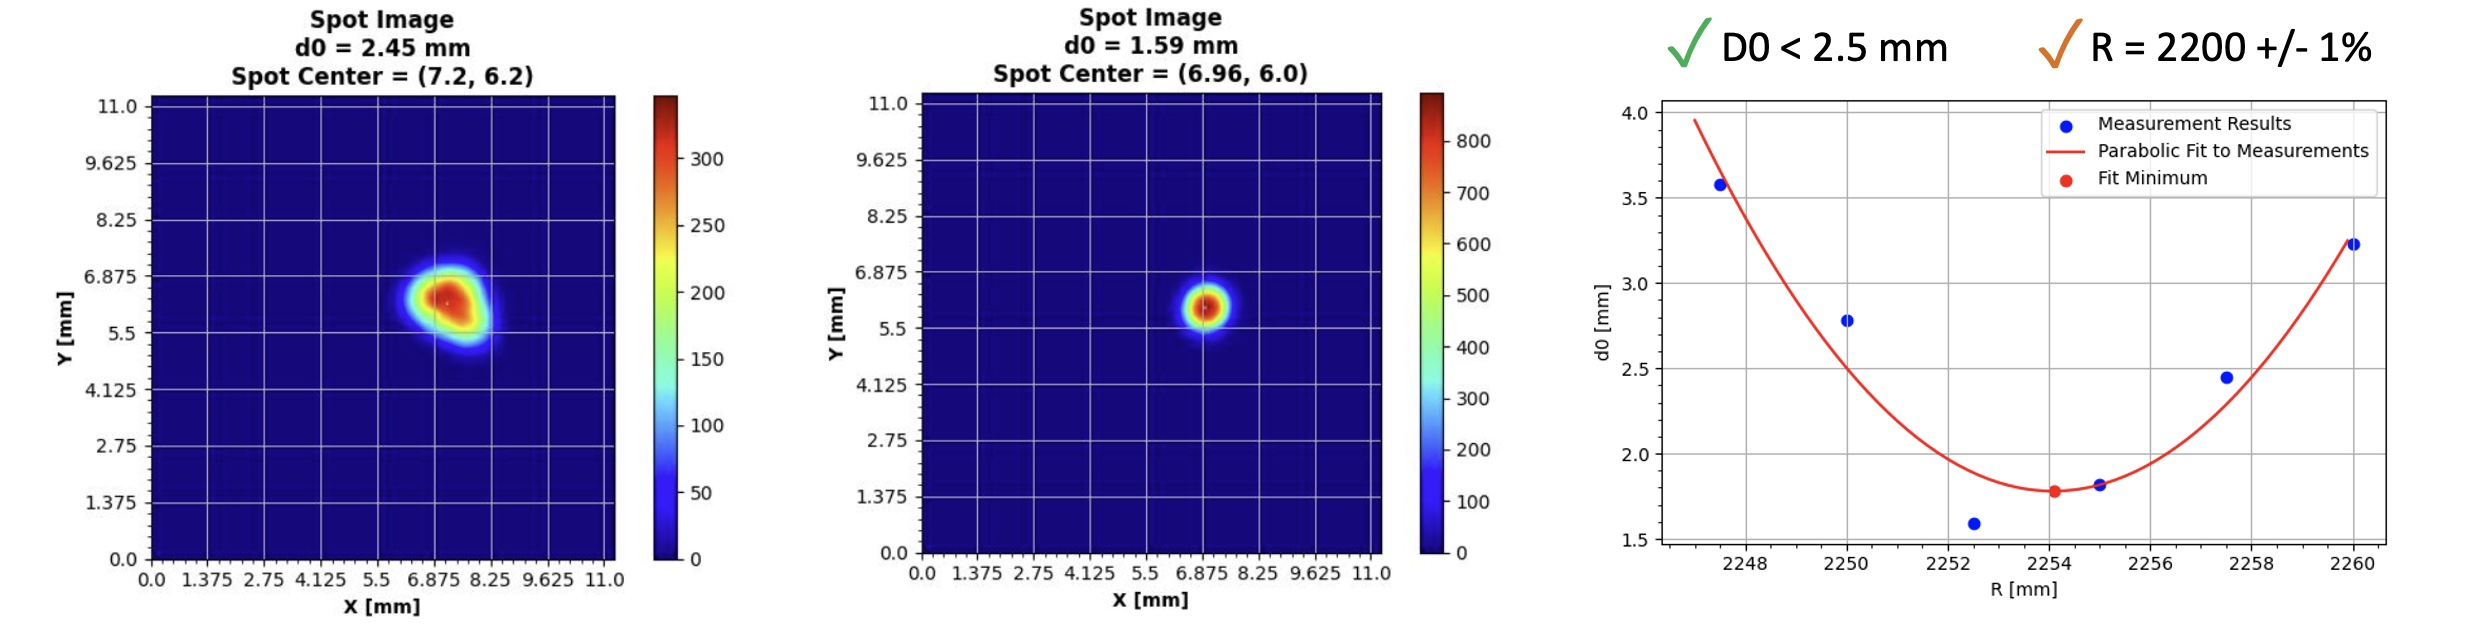 Spot Image
d0 = 2.45 mm
Spot Center = (7.2, 6.2)
11.0
9.625
8.25
6.875
5.5
4.125
2.75
1.375
0.0
Y [mm]
0.0 1.375 2.75 4.125 5.5 6.875 8.25 9.625 11.0
X [mm]
300
250
200
150
100
50
0
Spot Image
d0 = 1.59 mm
Spot Center = (6.96, 6.0)
11.0
9.625
8.25
6.875
5.5
4.125
2.75
1.375
0.0
Y [mm]
0.0 1.375 2.75 4.125 5.5 6.875 8.25 9.625 11.0
X [mm]
800
700
600
500
400
300
200
100
0
✓ D0 < 2.5 mm ✓ R = 2200 +/- 1%
4.0
3.5
3.0
2.5
2.0
1.5
d0 [mm]
Measurement Results
Parabolic Fit to Measurements
Fit Minimum
2248 2250 2252 2254 2256 2258 2260
R [mm]